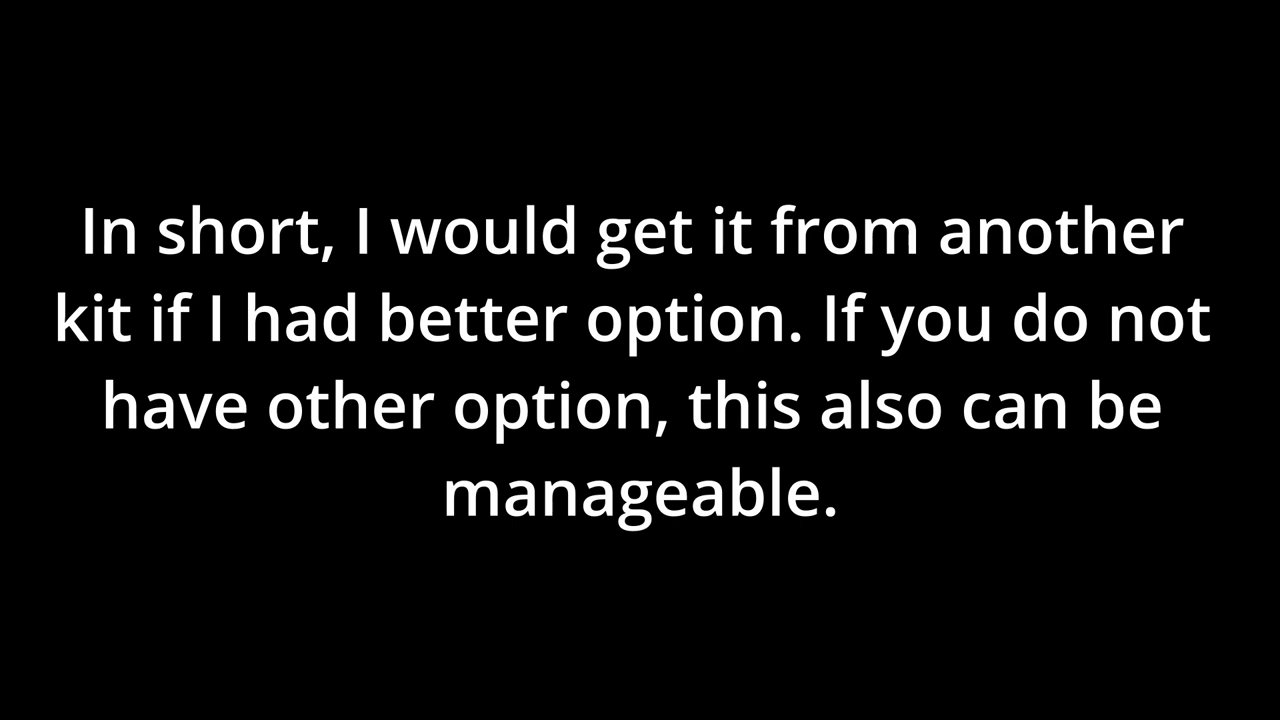 In short, I would get it from another
kit if I had better option. If you do not
have other option, this also can be
manageable.